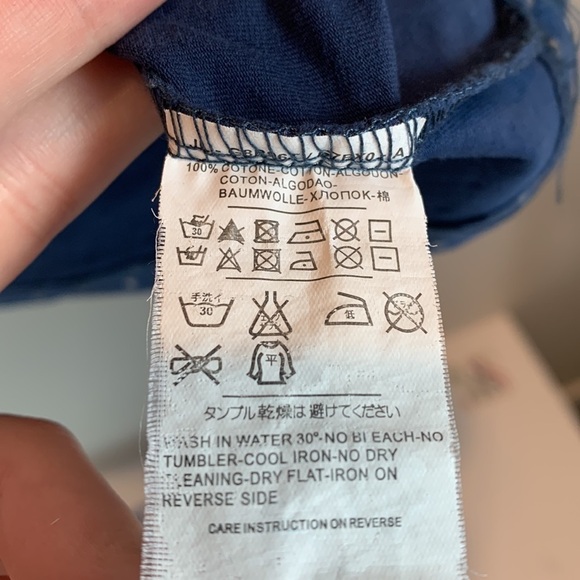 100% COTONE-COTTON-ALGODON-
COTON-ALGODAO-
BAUMWOLLE-ХЛОПОК-棉
30
30
手洗イ
30
低
平
タンブル乾燥は避けてください
WASH IN WATER 30°-NO BLEACH-NO
TUMBLER-COOL IRON-NO DRY
CLEANING-DRY FLAT-IRON ON
REVERSE SIDE
CARE INSTRUCTION ON REVERSE